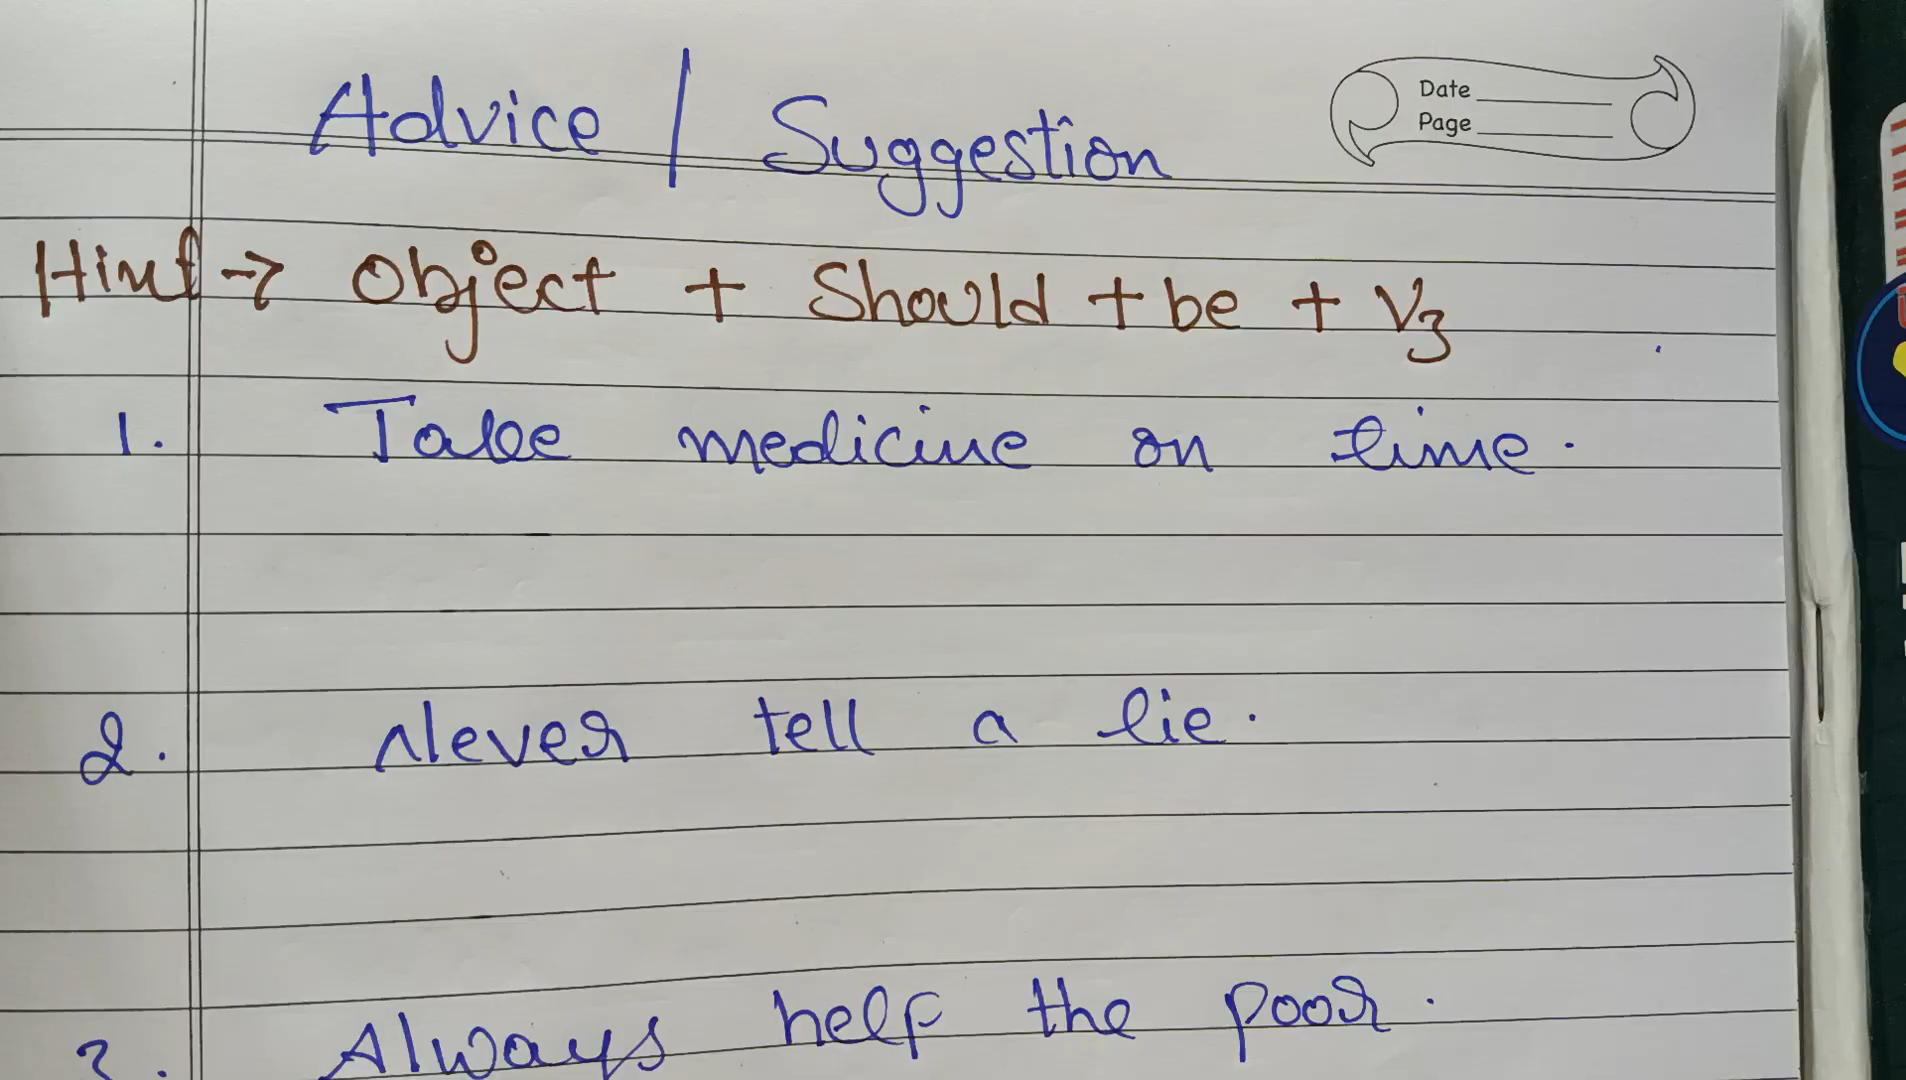 Advice / Suggestion
Date
Page
Hint → Object + Should + be + V3
1. Take medicine on time.
2. Never tell a lie.
3. Always help the poor.